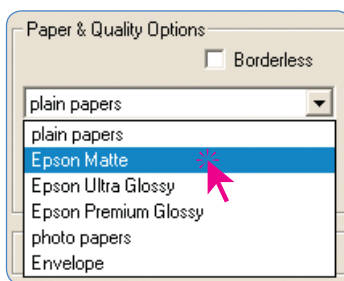 Paper & Quality Options
Borderless
plain papers
plain papers
Epson Matte
Epson Ultra Glossy
Epson Premium Glossy
photo papers
Envelope